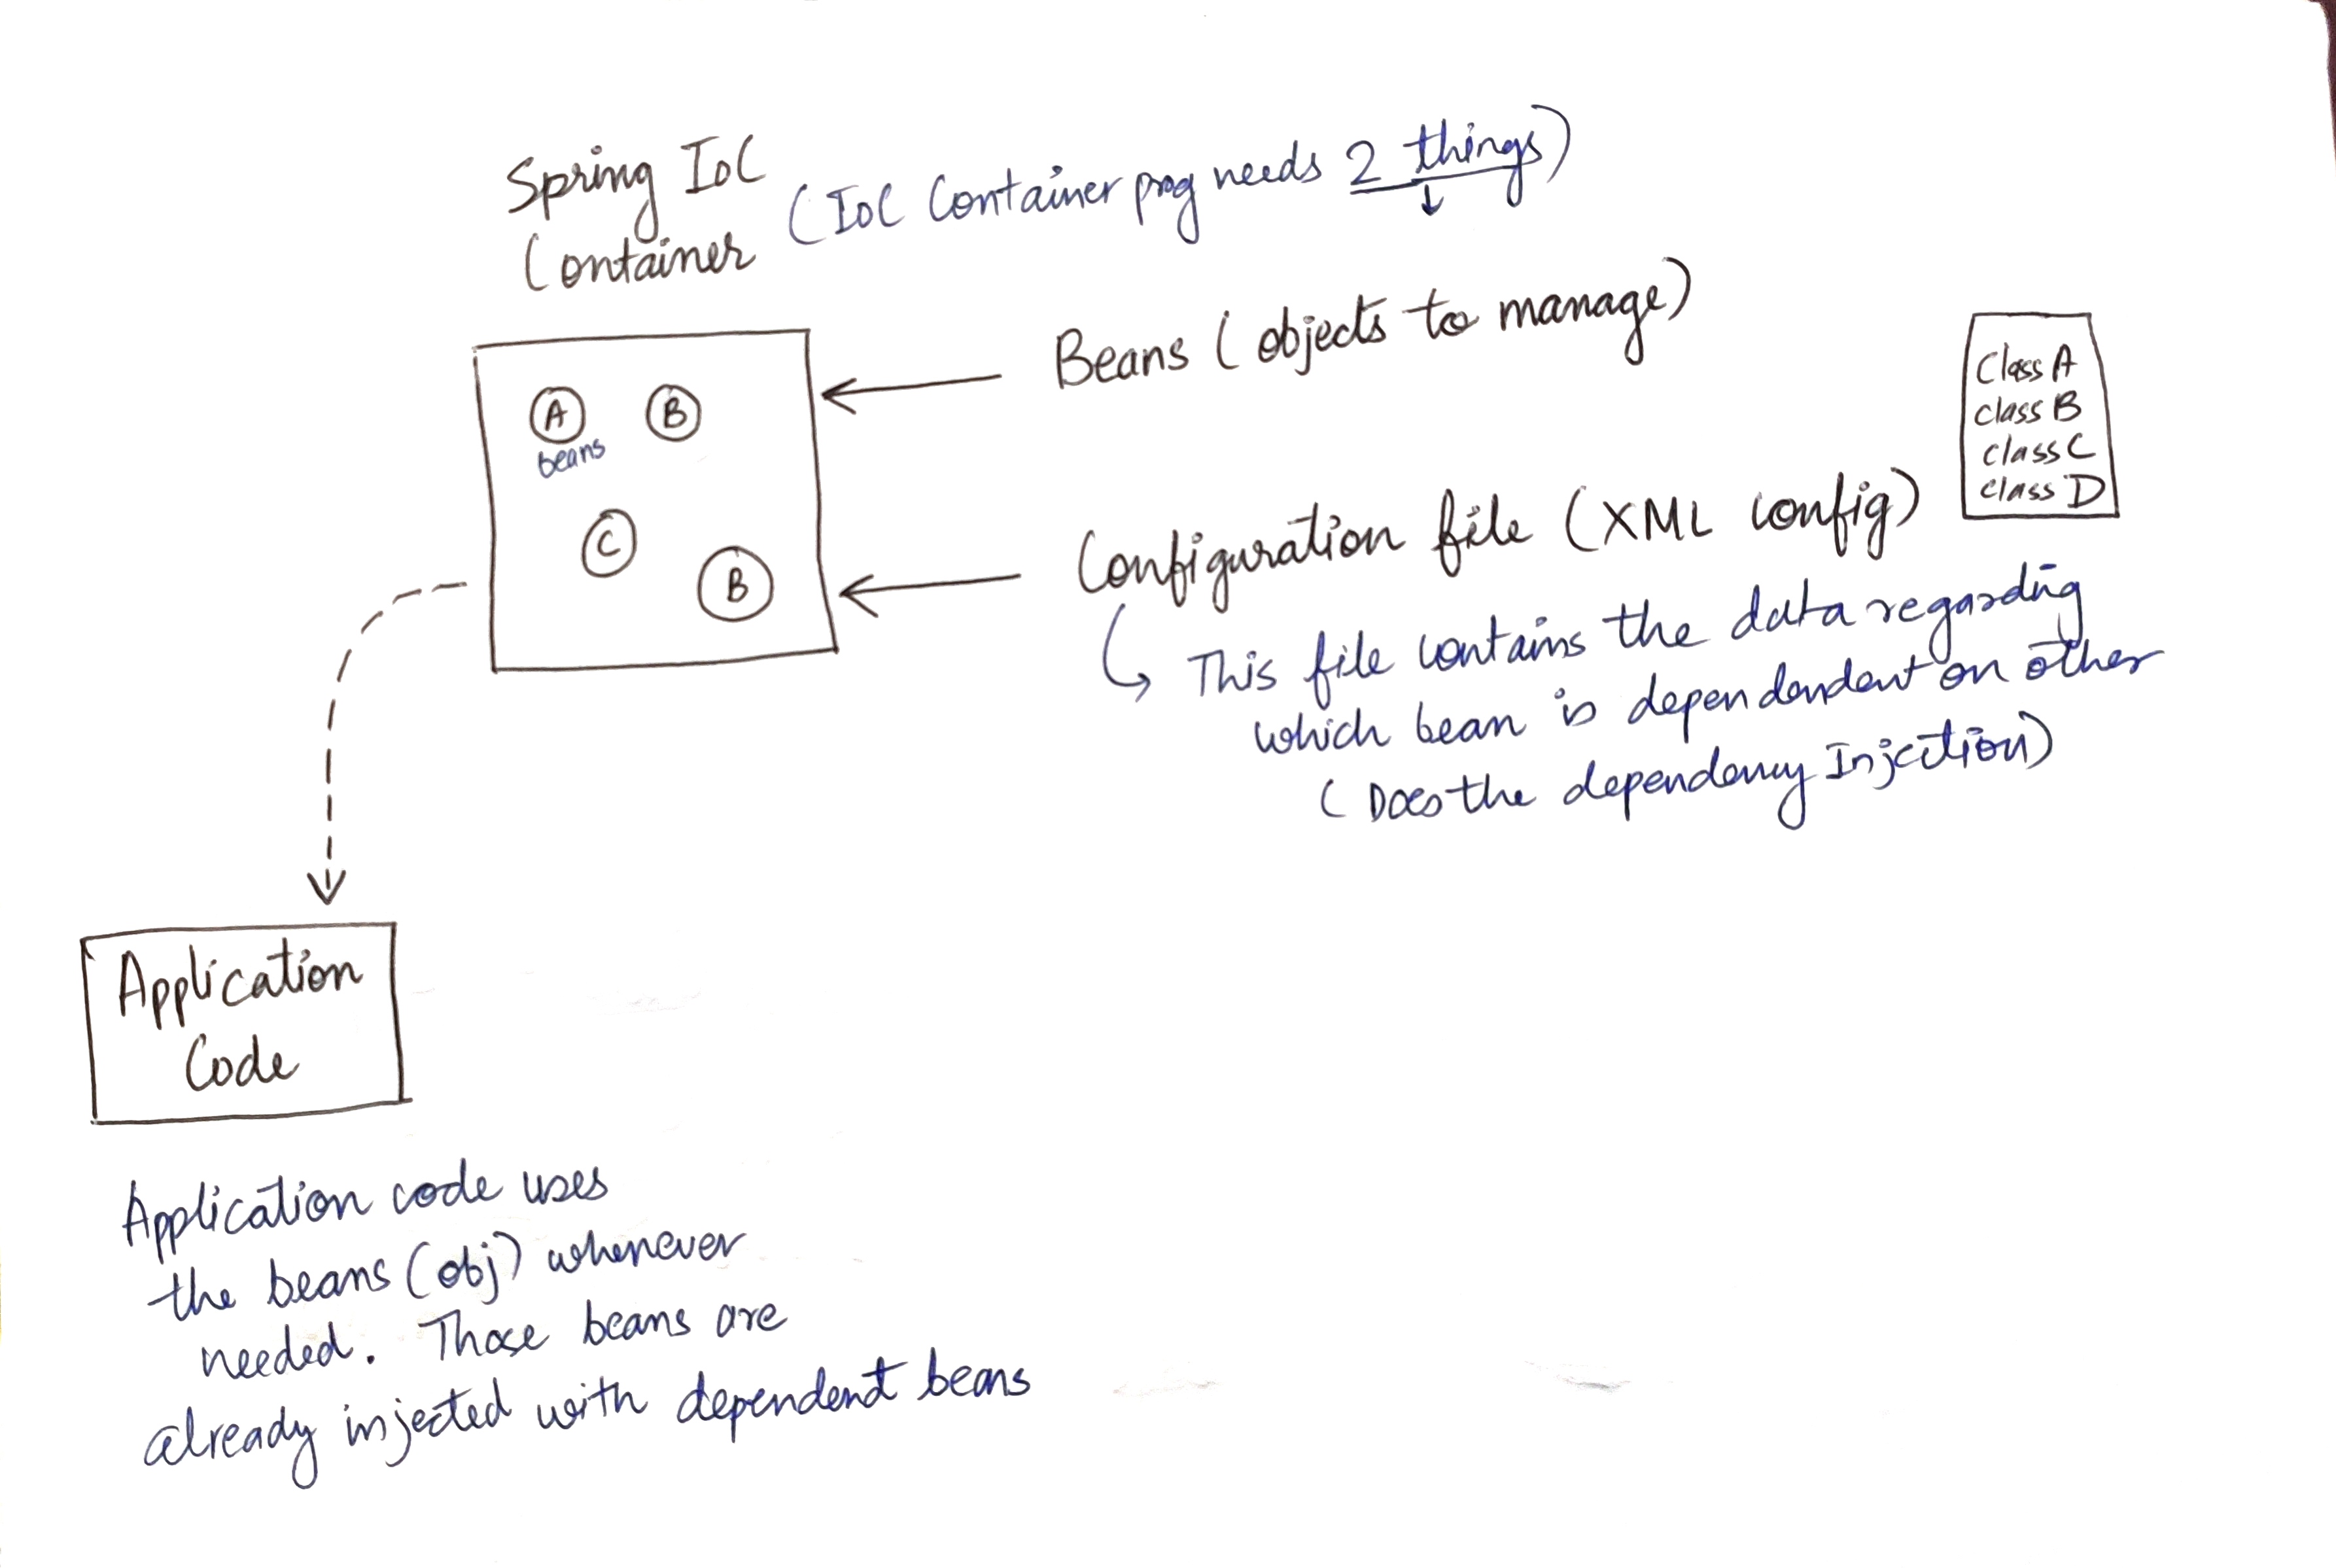 Spring IoC
Container (IoC Container prog needs 2 things)
Beans (objects to manage)
A
B
beans
C
B
Class A
class B
class C
class D
Configuration file (XML config)
This file contains the data regarding
which bean is dependendent on other
(Does the dependency Injection)
Application
Code
Application code uses
the beans (obj) whenever
needed. Those beans are
already injected with dependent beans